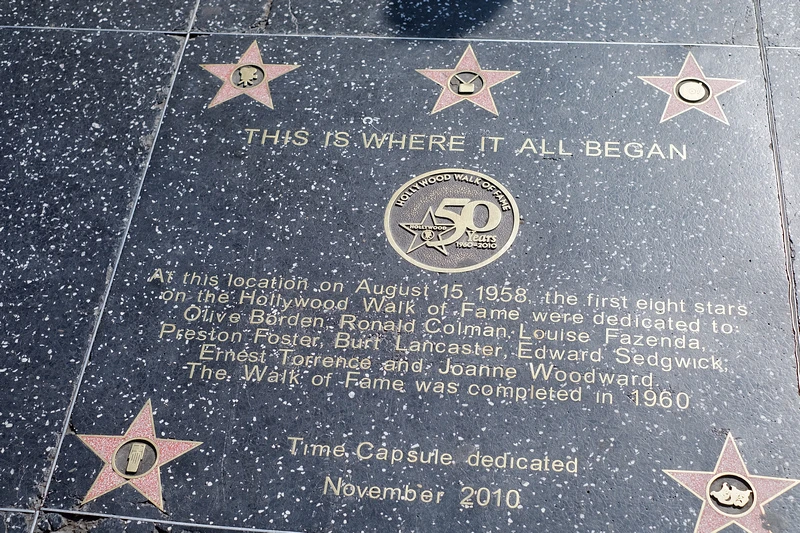 THIS IS WHERE IT ALL BEGAN
HOLLYWOOD WALK OF FAME
50
HOLLYWOOD
Years
1960-2010
At this location on August 15, 1958, the first eight stars
on the Hollywood Walk of Fame were dedicated to:
Olive Borden, Ronald Colman, Louise Fazenda,
Preston Foster, Burt Lancaster, Edward Sedgwick,
Ernest Torrence and Joanne Woodward.
The Walk of Fame was completed in 1960
Time Capsule dedicated
November 2010